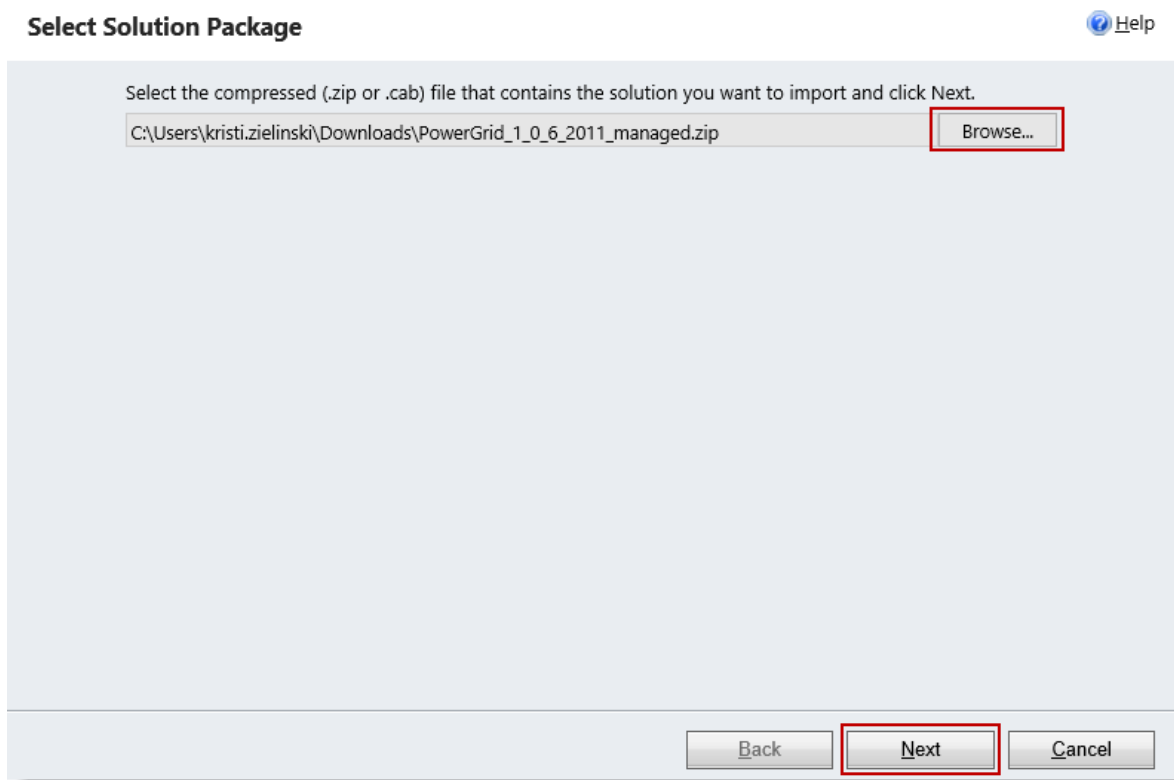 Select Solution Package
Help
Select the compressed (.zip or .cab) file that contains the solution you want to import and click Next.
C:\Users\kristi.zielinski\Downloads\PowerGrid_1_0_6_2011_managed.zip
Browse...
Back
Next
Cancel